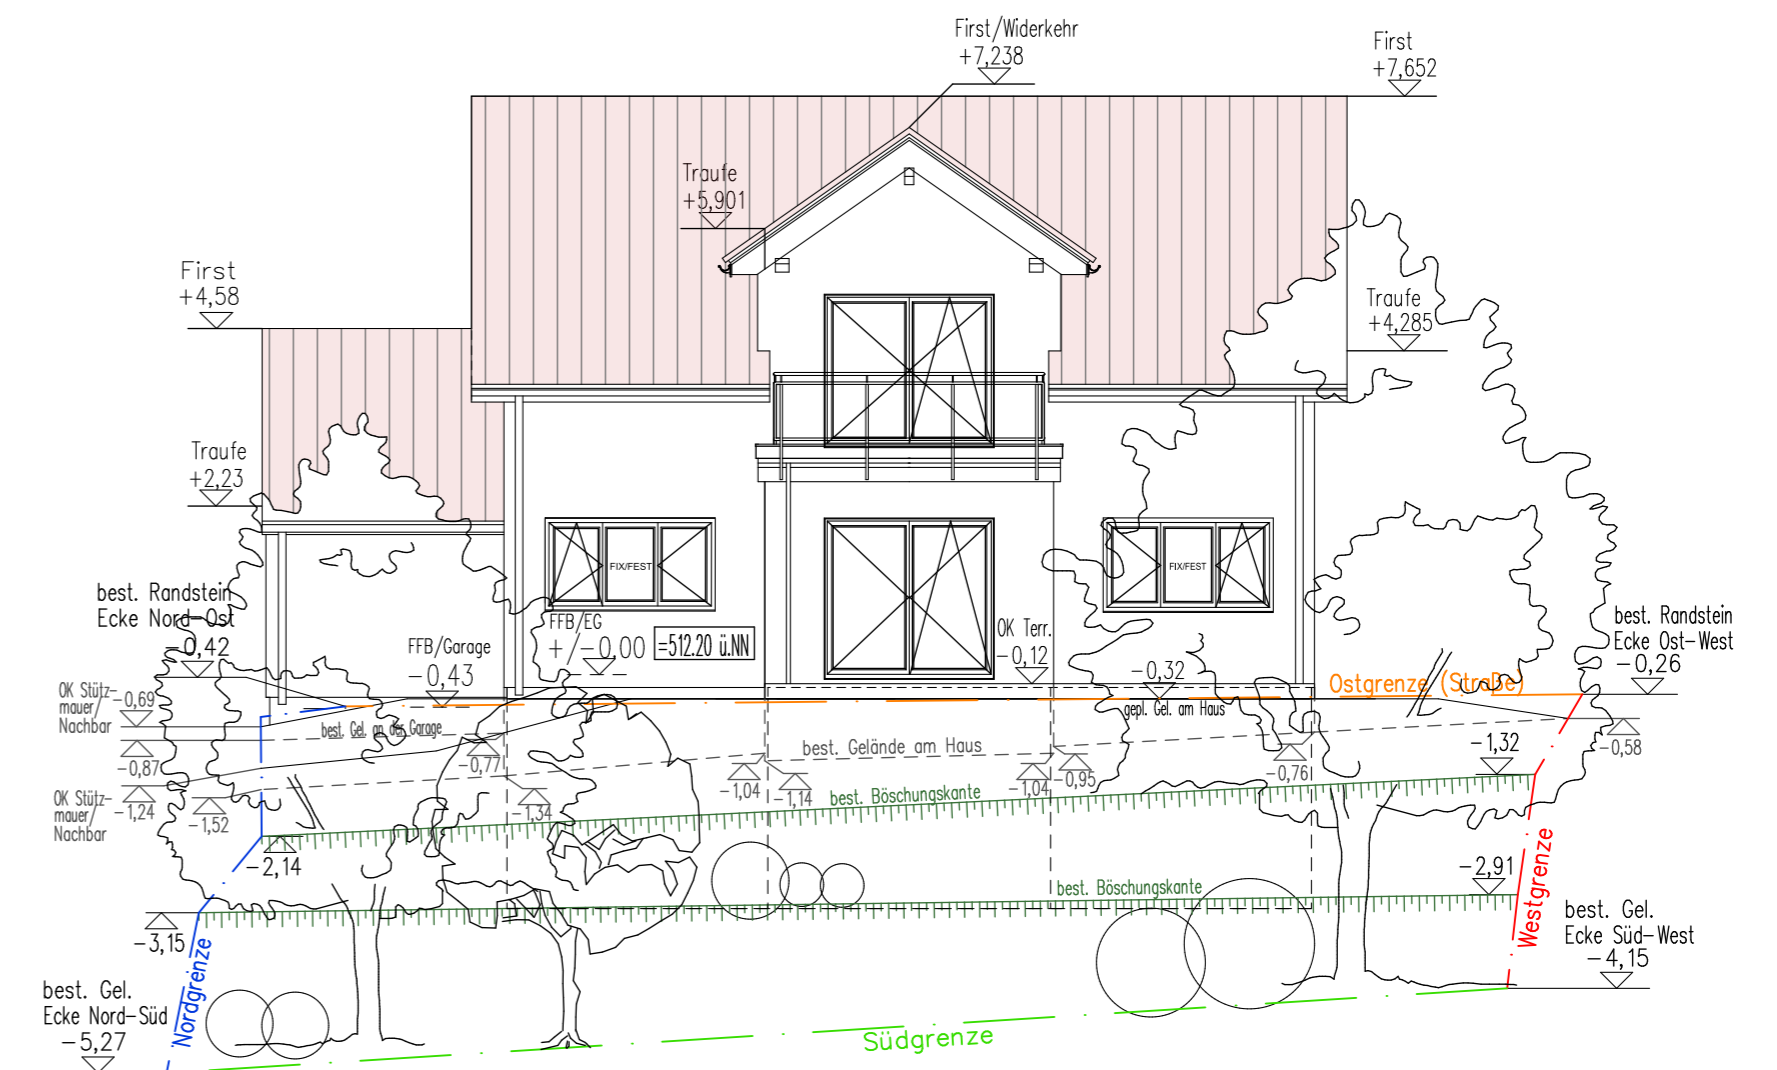 First/Widerkehr
+7,238
First
+7,652
Traufe
+5,901
First
+4,58
Traufe
+4,285
Traufe
+2,23
best. Randstein
Ecke Nord-Ost
-0,42
FFB/Garage
-0,43
FIX/FEST
FFB/EG
+/-0,00
=512.20 ü.NN
OK Terr.
-0,12
FIX/FEST
-0,32
gepl. Gel. am Haus
Ostgrenze (Straße)
best. Randstein
Ecke Ost-West
-0,26
OK Stütz-
mauer/
Nachbar
-0,69
best. Gel. an der Garage
best. Gelände am Haus
-0,58
-0,87
-0,77
-1,04
-1,14
-1,04
-0,95
-0,76
-1,32
OK Stütz-
mauer/
Nachbar
-1,24
-1,52
-1,34
best. Böschungskante
-2,14
best. Böschungskante
-2,91
Westgrenze
-3,15
Nordgrenze
best. Gel.
Ecke Süd-West
-4,15
best. Gel.
Ecke Nord-Süd
-5,27
Südgrenze